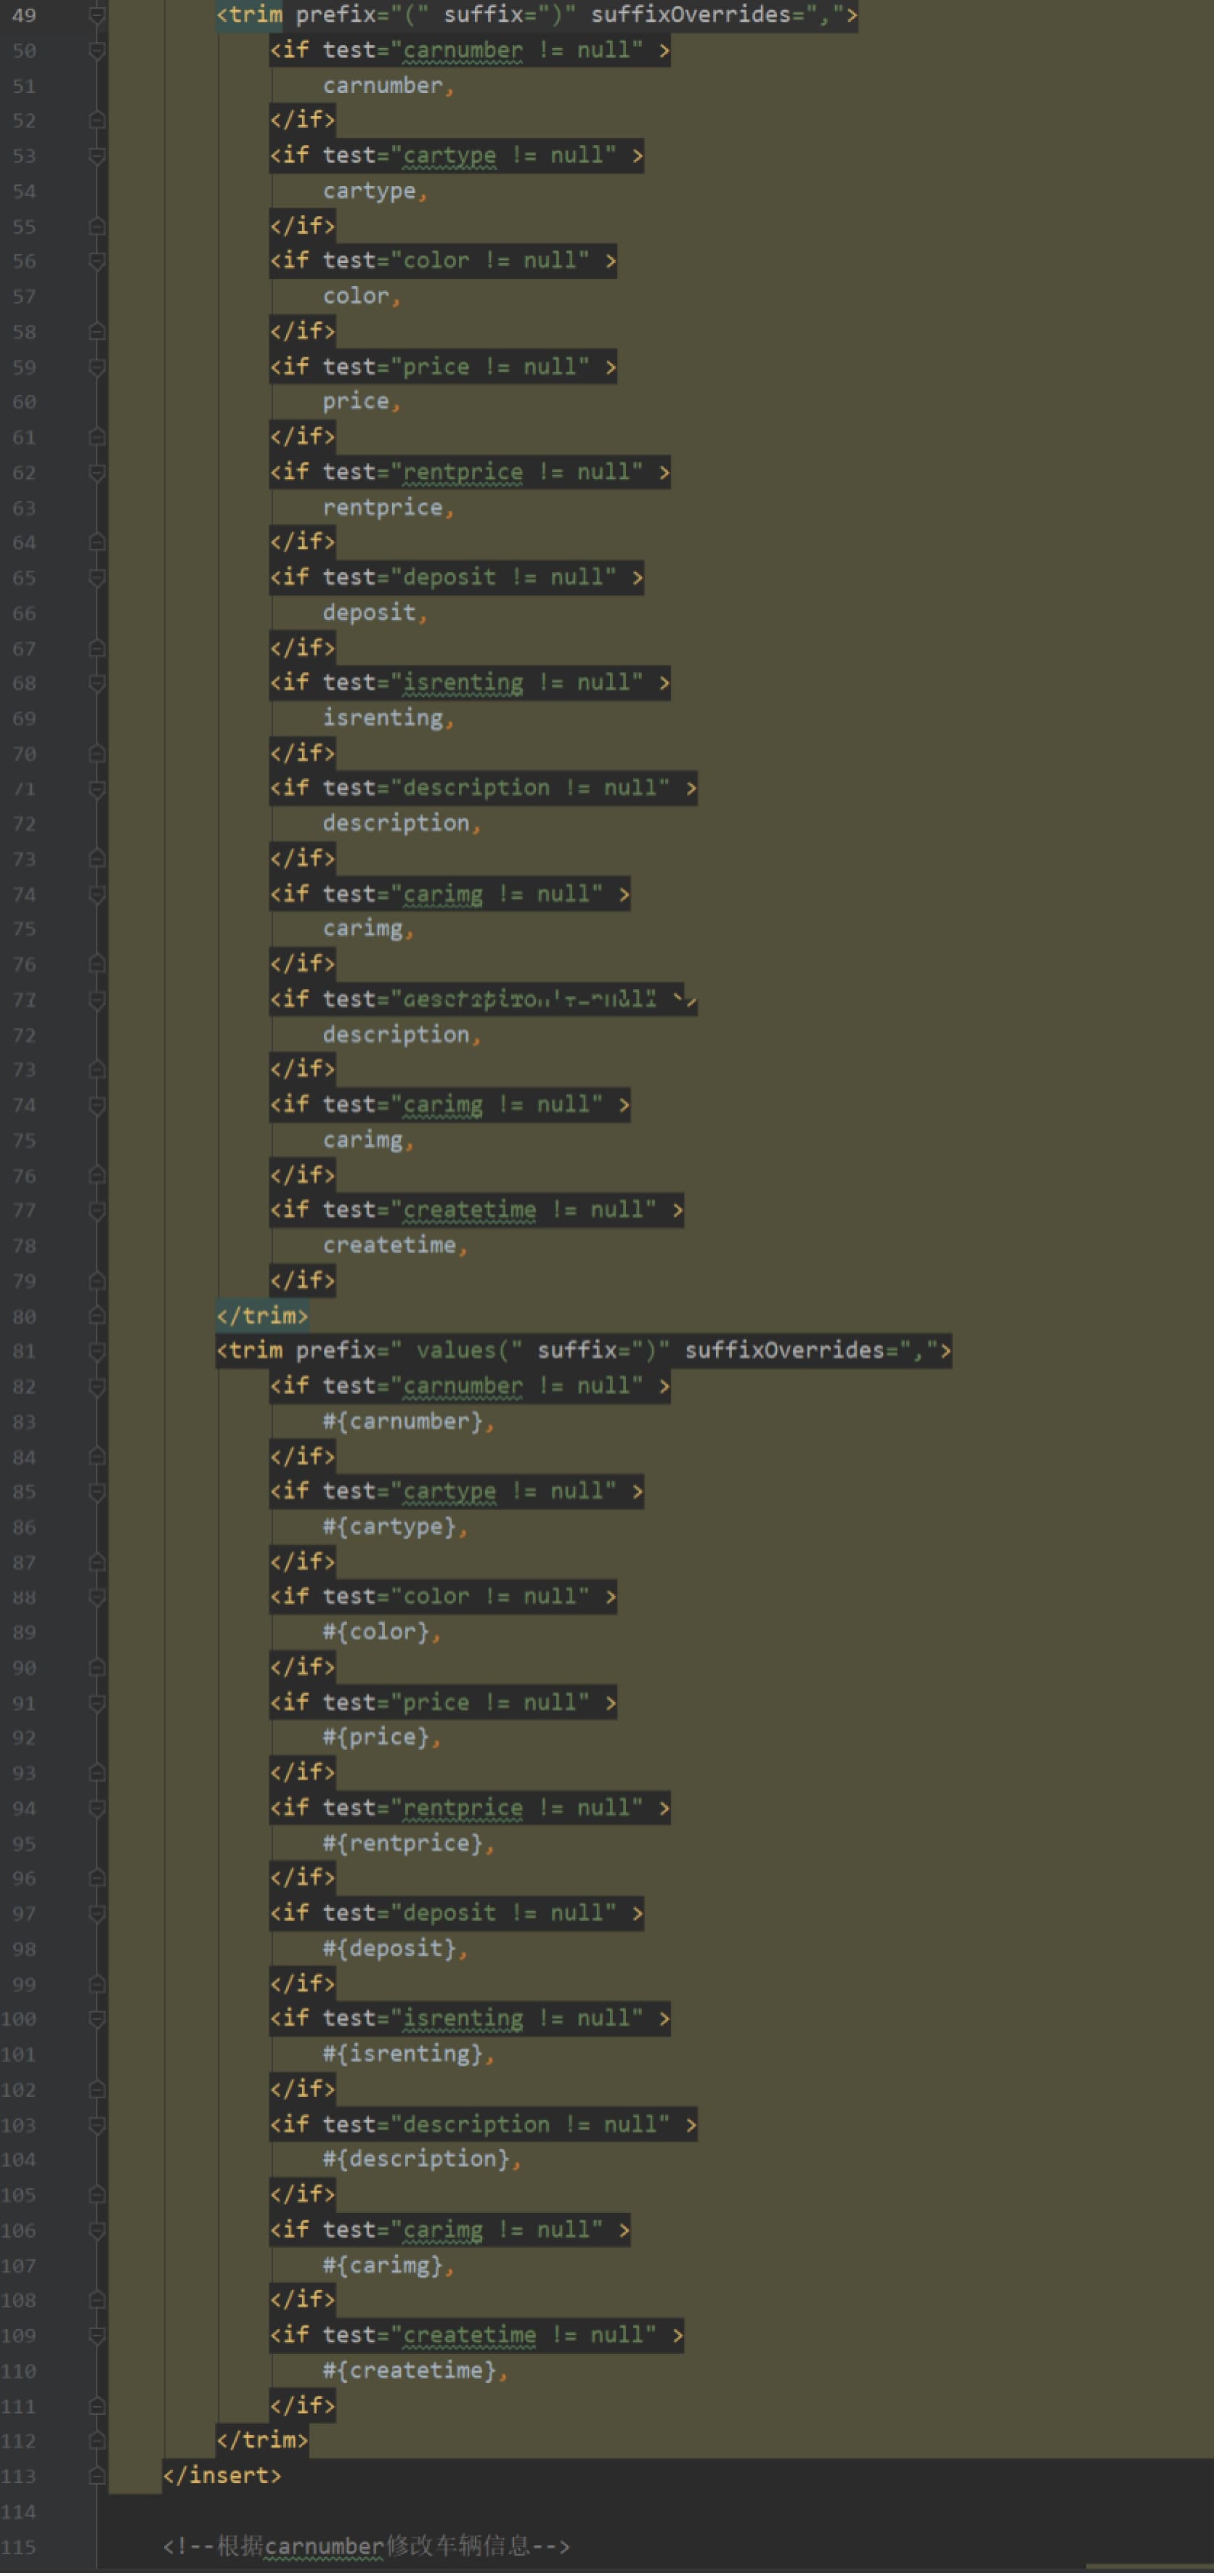 49 <trim prefix="(" suffix=")" suffixOverrides=",">
50 <if test="carnumber != null" >
51 carnumber,
52 </if>
53 <if test="cartype != null" >
54 cartype,
55 </if>
56 <if test="color != null" >
57 color,
58 </if>
59 <if test="price != null" >
60 price,
61 </if>
62 <if test="rentprice != null" >
63 rentprice,
64 </if>
65 <if test="deposit != null" >
66 deposit,
67 </if>
68 <if test="isrenting != null" >
69 isrenting,
70 </if>
71 <if test="description != null" >
72 description,
73 </if>
74 <if test="carimg != null" >
75 carimg,
76 </if>
<if test="
72 description,
73 </if>
74 <if test="carimg != null" >
75 carimg,
76 </if>
77 <if test="createtime != null" >
78 createtime,
79 </if>
80 </trim>
81 <trim prefix=" values(" suffix=")" suffixOverrides=",">
82 <if test="carnumber != null" >
83 #{carnumber},
84 </if>
85 <if test="cartype != null" >
86 #{cartype},
87 </if>
88 <if test="color != null" >
89 #{color},
90 </if>
91 <if test="price != null" >
92 #{price},
93 </if>
94 <if test="rentprice != null" >
95 #{rentprice},
96 </if>
97 <if test="deposit != null" >
98 #{deposit},
99 </if>
100 <if test="isrenting != null" >
101 #{isrenting},
102 </if>
103 <if test="description != null" >
104 #{description},
105 </if>
106 <if test="carimg != null" >
107 #{carimg},
108 </if>
109 <if test="createtime != null" >
110 #{createtime},
111 </if>
112 </trim>
113 </insert>
114
115 <!--根据carnumber修改车辆信息-->